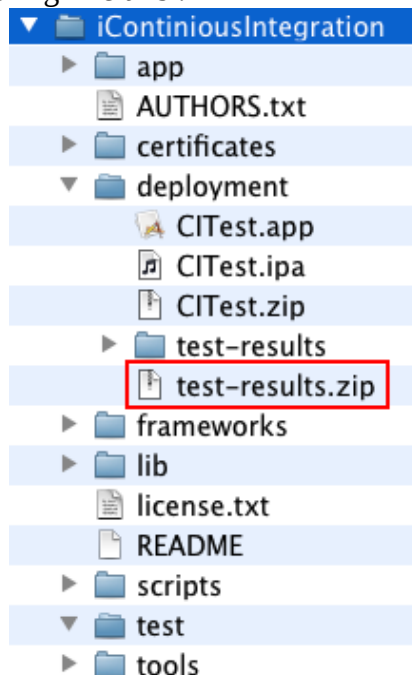 iContiniousIntegration
app
AUTHORS.txt
certificates
deployment
CITest.app
CITest.ipa
CITest.zip
test-results
test-results.zip
frameworks
lib
license.txt
README
scripts
test
tools